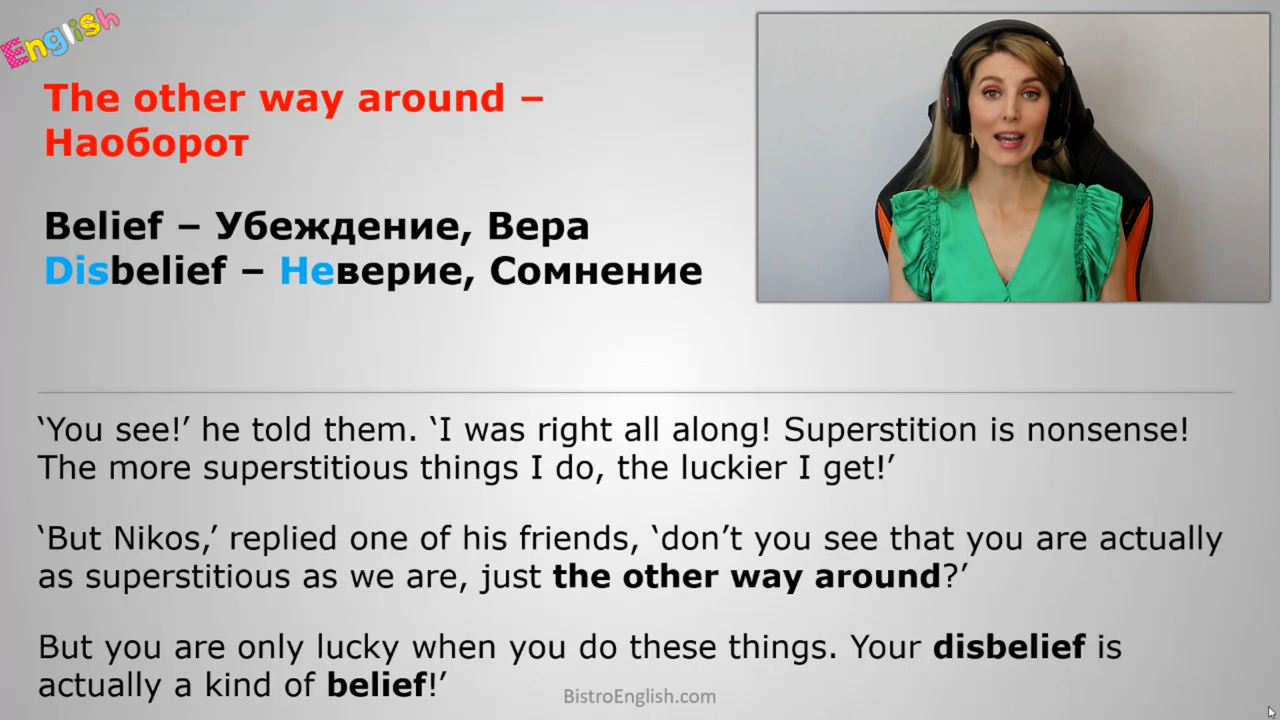 English
The other way around –
Наоборот
Belief – Убеждение, Вера
Disbelief – Неверие, Сомнение
‘You see!’ he told them. ‘I was right all along! Superstition is nonsense!
The more superstitious things I do, the luckier I get!’
‘But Nikos,’ replied one of his friends, ‘don’t you see that you are actually
as superstitious as we are, just the other way around?’
But you are only lucky when you do these things. Your disbelief is
actually a kind of belief!’
BistroEnglish.com